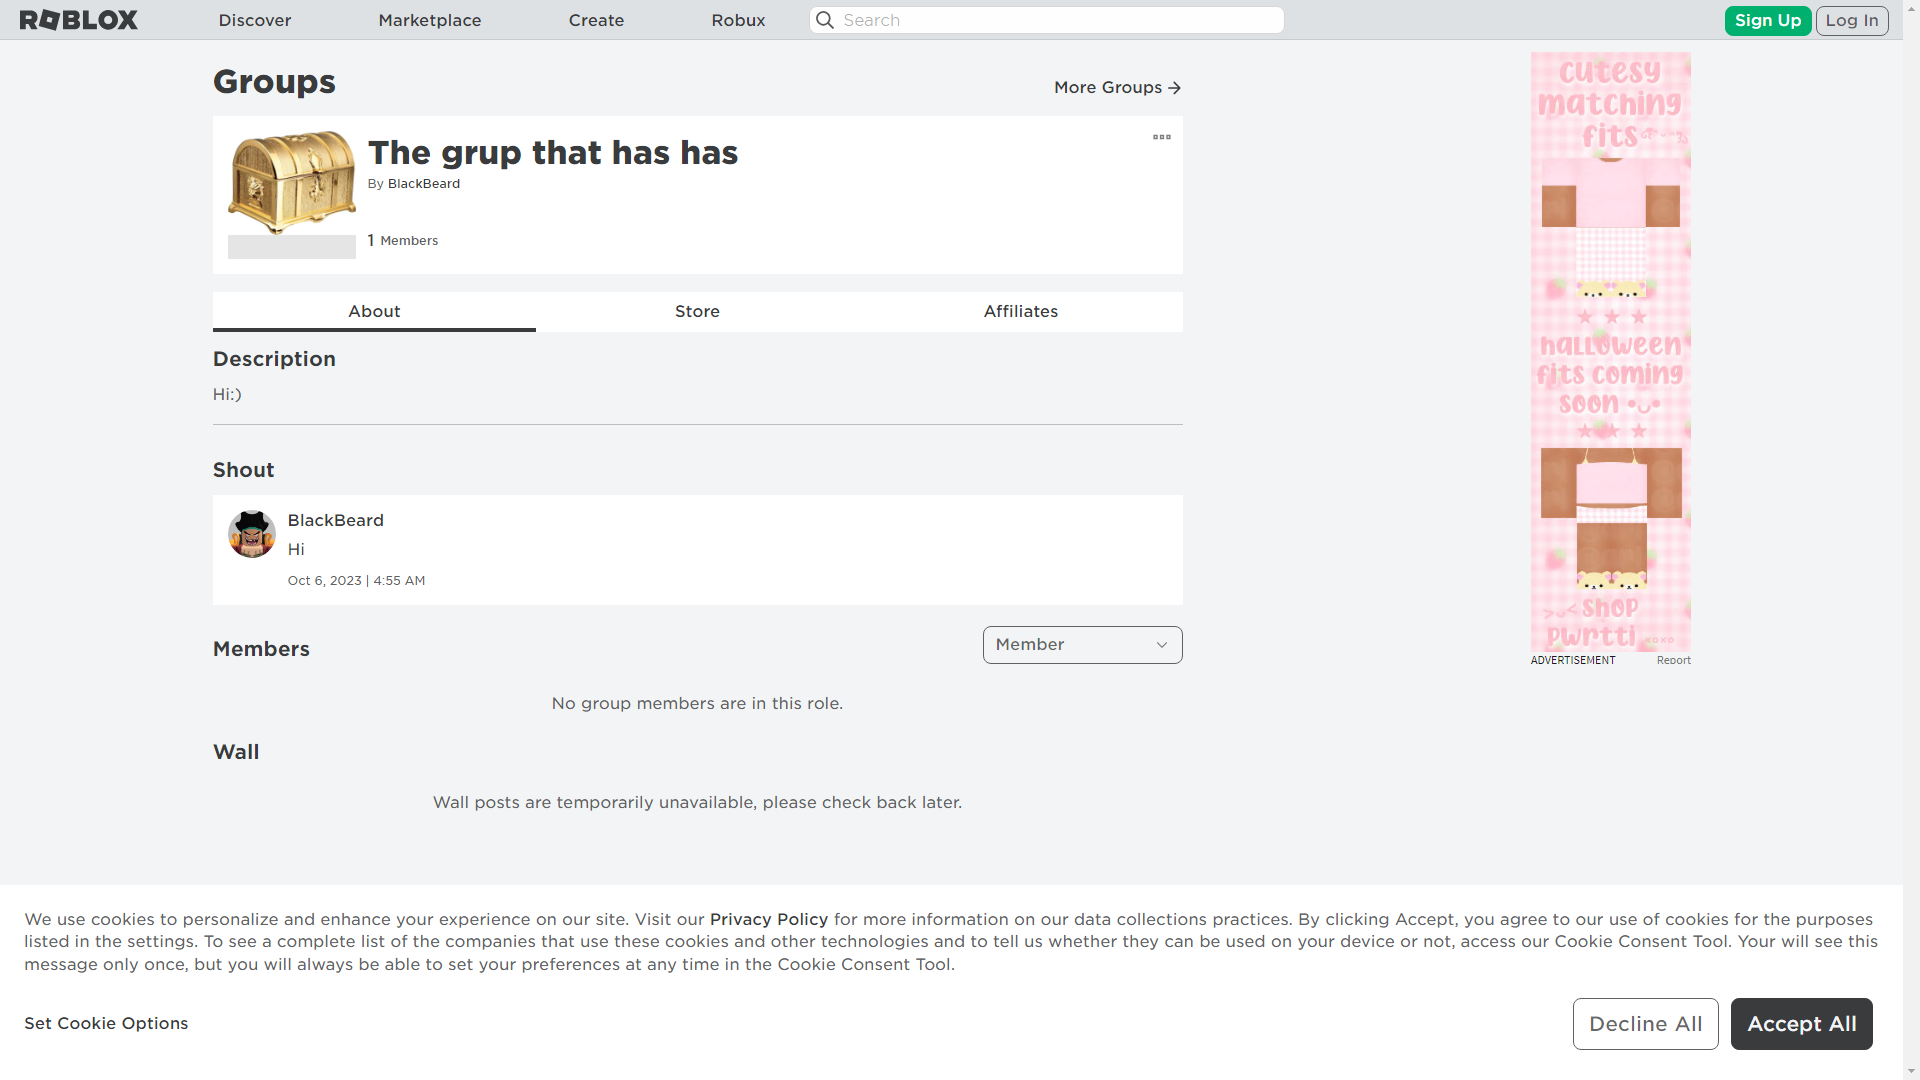 ROBLOX
Discover
Marketplace
Create
Robux
Search
Sign Up
Log In
Groups
More Groups
The grup that has has
By BlackBeard
1 Members
About
Store
Affiliates
Description
Hi:)
Shout
BlackBeard
Hi
Oct 6, 2023 | 4:55 AM
Members
Member
No group members are in this role.
Wall
Wall posts are temporarily unavailable, please check back later.
cutesy
matching
fits
halloween
fits coming
soon •ᴗ•
>ᴗ< shop
pwrtti xoxo
ADVERTISEMENT
Report
We use cookies to personalize and enhance your experience on our site. Visit our Privacy Policy for more information on our data collections practices. By clicking Accept, you agree to our use of cookies for the purposes
listed in the settings. To see a complete list of the companies that use these cookies and other technologies and to tell us whether they can be used on your device or not, access our Cookie Consent Tool. Your will see this
message only once, but you will always be able to set your preferences at any time in the Cookie Consent Tool.
Set Cookie Options
Decline All
Accept All